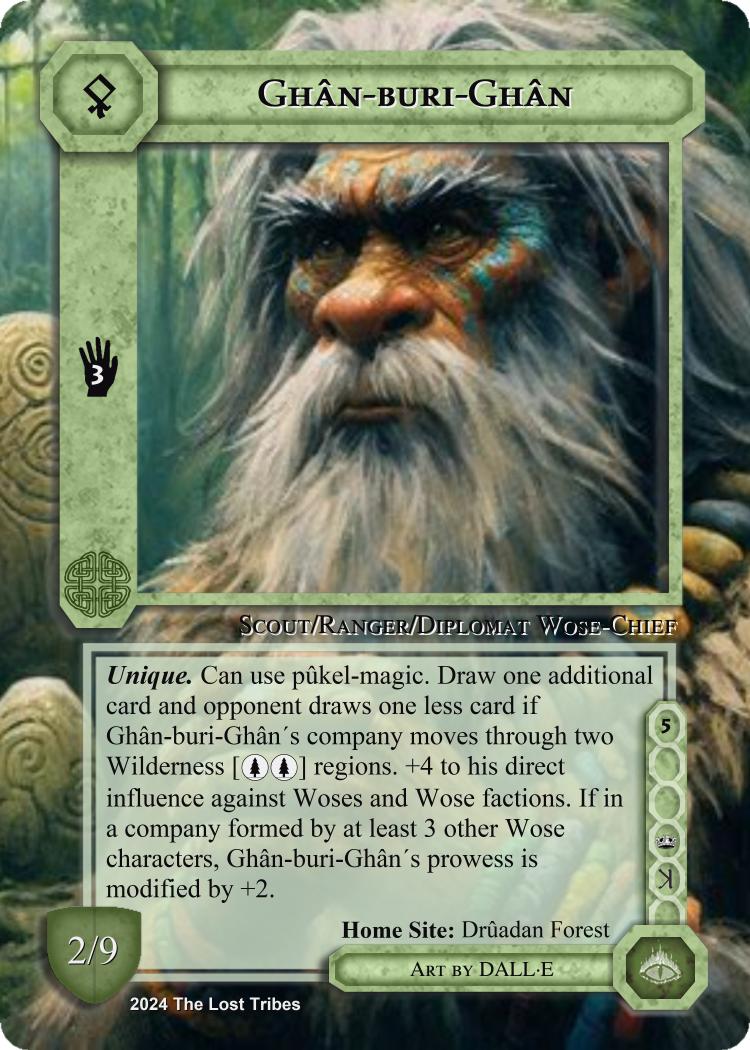 Ghân-buri-Ghân
3
Scout/Ranger/Diplomat Wose-Chief
Unique. Can use pûkel-magic. Draw one additional
card and opponent draws one less card if
Ghân-buri-Ghân´s company moves through two
Wilderness [] regions. +4 to his direct
influence against Woses and Wose factions. If in
a company formed by at least 3 other Wose
characters, Ghân-buri-Ghân´s prowess is
modified by +2.
5
Home Site: Drûadan Forest
2/9
Art by DALL·E
2024 The Lost Tribes